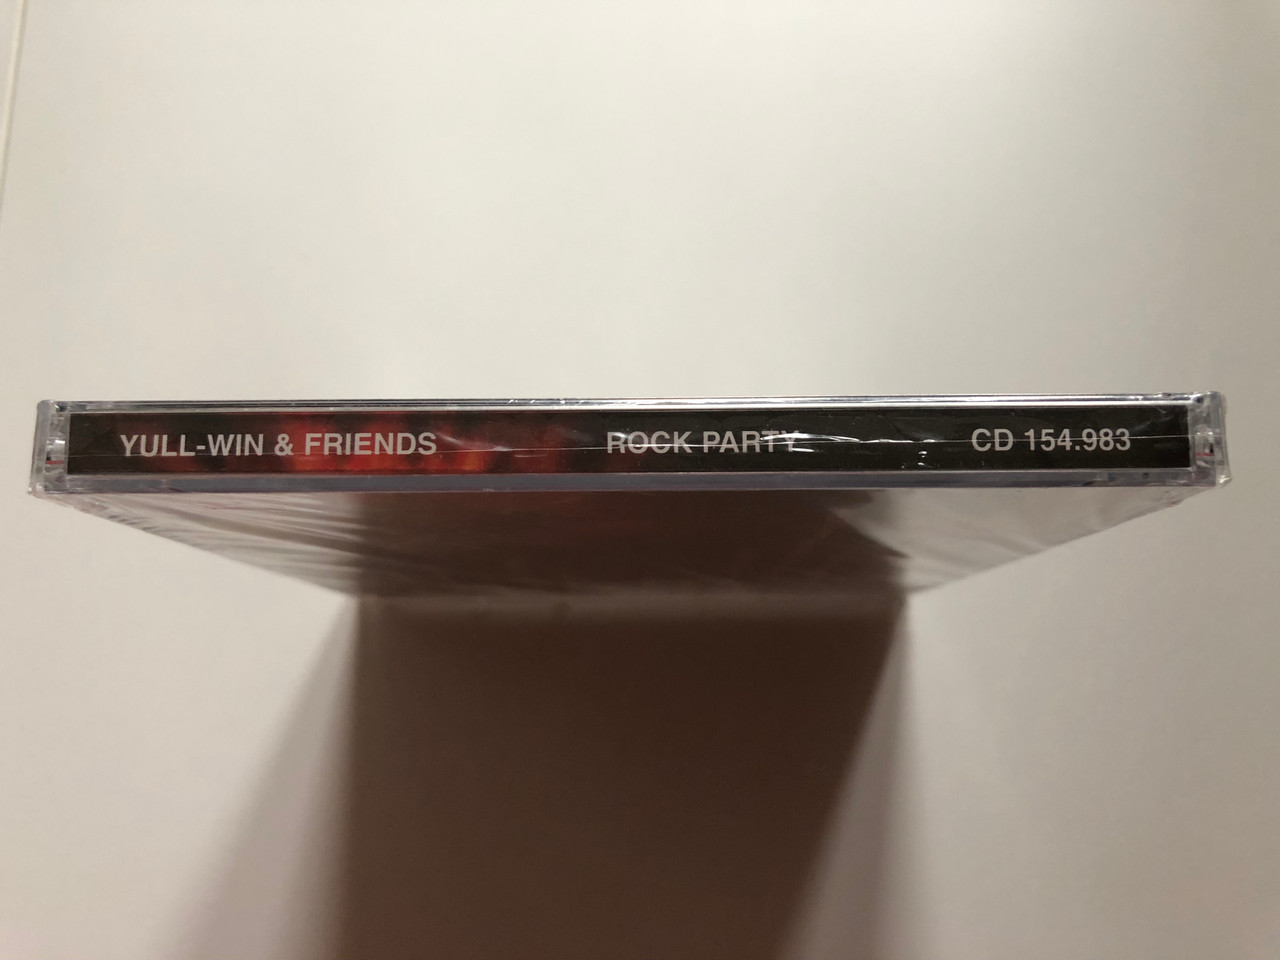 YULL-WIN & FRIENDS ROCK PARTY CD 154.983